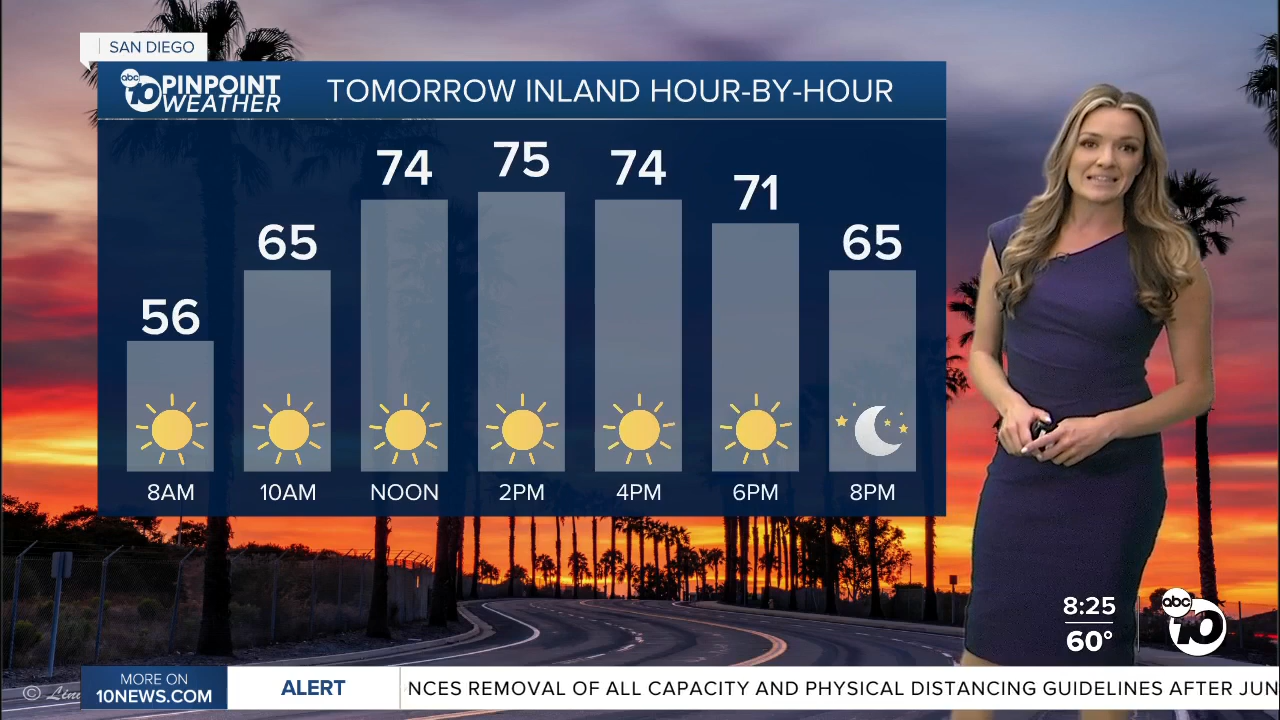 SAN DIEGO
abc 10 PINPOINT WEATHER
TOMORROW INLAND HOUR-BY-HOUR
56 65 74 75 74 71 65
8AM 10AM NOON 2PM 4PM 6PM 8PM
8:25
60°
abc 10
©
MORE ON
10NEWS.COM
ALERT
NCES REMOVAL OF ALL CAPACITY AND PHYSICAL DISTANCING GUIDELINES AFTER JUN